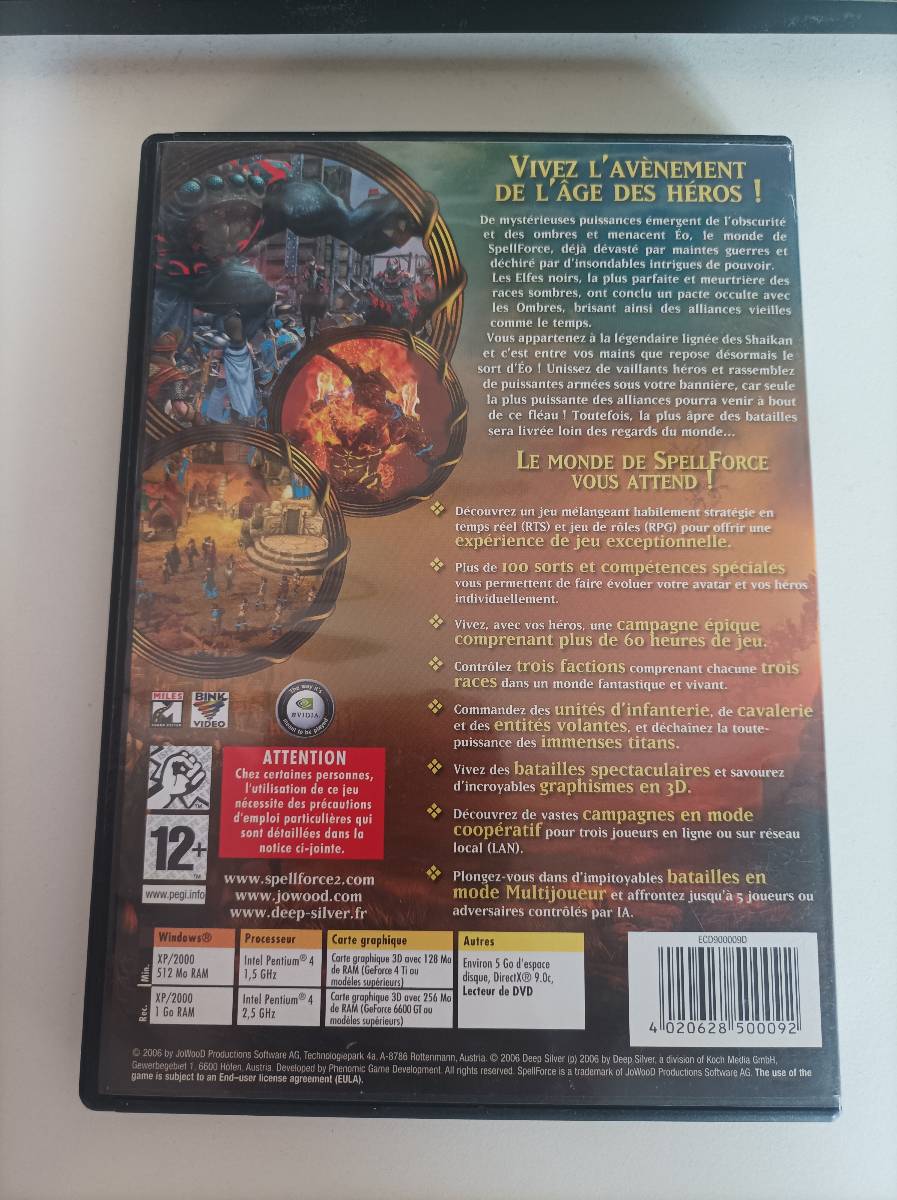 VIVEZ L'AVÈNEMENT
DE L'ÂGE DES HÉROS !
De mystérieuses puissances émergent de l'obscurité
et des ombres et menacent Éo, le monde de
SpellForce, déjà dévasté par maintes guerres et
déchiré par d'insondables intrigues de pouvoir.
Les Elfes noirs, la plus parfaite et meurtrière des
races sombres, ont conclu un pacte occulte avec
les Ombres, brisant ainsi des alliances vieilles
comme le temps.
Vous appartenez à la légendaire lignée des Shaikan
et c'est entre vos mains que repose désormais le
sort d'Éo ! Unissez de vaillants héros et rassemblez
de puissantes armées sous votre bannière, car seule
la plus puissante des alliances pourra venir à bout
de ce fléau ! Toutefois, la plus âpre des batailles
sera livrée loin des regards du monde...
LE MONDE DE SPELLFORCE
VOUS ATTEND !
Découvrez un jeu mélangeant habilement stratégie en
temps réel (RTS) et jeu de rôles (RPG) pour offrir une
expérience de jeu exceptionnelle.
Plus de 100 sorts et compétences spéciales
vous permettent de faire évoluer votre avatar et vos héros
individuellement.
Vivez, avec vos héros, une campagne épique
comprenant plus de 60 heures de jeu.
Contrôlez trois factions comprenant chacune trois
races dans un monde fantastique et vivant.
Commandez des unités d'infanterie, de cavalerie
et des entités volantes, et déchaînez la toute-
puissance des immenses titans.
Vivez des batailles spectaculaires et savourez
d'incroyables graphismes en 3D.
Découvrez de vastes campagnes en mode
coopératif pour trois joueurs en ligne ou sur réseau
local (LAN).
Plongez-vous dans d'impitoyables batailles en
mode Multijoueur et affrontez jusqu'à 5 joueurs ou
adversaires contrôlés par IA.
MILES
BINK
VIDEO
The way it's
NVIDIA
meant to be played
12+
www.pegi.info
ATTENTION
Chez certaines personnes,
l'utilisation de ce jeu
nécessite des précautions
d'emploi particulières qui
sont détaillées dans la
notice ci-jointe.
www.spellforce2.com
www.jowood.com
www.deep-silver.fr
Windows® Processeur Carte graphique Autres
Min. XP/2000 512 Mo RAM
Intel Pentium® 4 1,5 GHz
Carte graphique 3D avec 128 Mo
de RAM (GeForce 4 Ti ou
modèles supérieurs)
Environ 5 Go d'espace
disque, DirectX® 9.0c,
Lecteur de DVD
Rec. XP/2000 1 Go RAM
Intel Pentium® 4 2,5 GHz
Carte graphique 3D avec 256 Mo
de RAM (GeForce 6600 GT ou
modèles supérieurs)
ECD900009D
4 020628 500092
© 2006 by JoWooD Productions Software AG, Technologiepark 4a, A-8786 Rottenmann, Austria. © 2006 Deep Silver (p) 2006 by Deep Silver, a division of Koch Media GmbH,
Gewerbegebiet 1, 6600 Höfen, Austria. Developed by Phenomic Game Development. All rights reserved. SpellForce is a trademark of JoWooD Productions Software AG. The use of the
game is subject to an End-user license agreement (EULA).